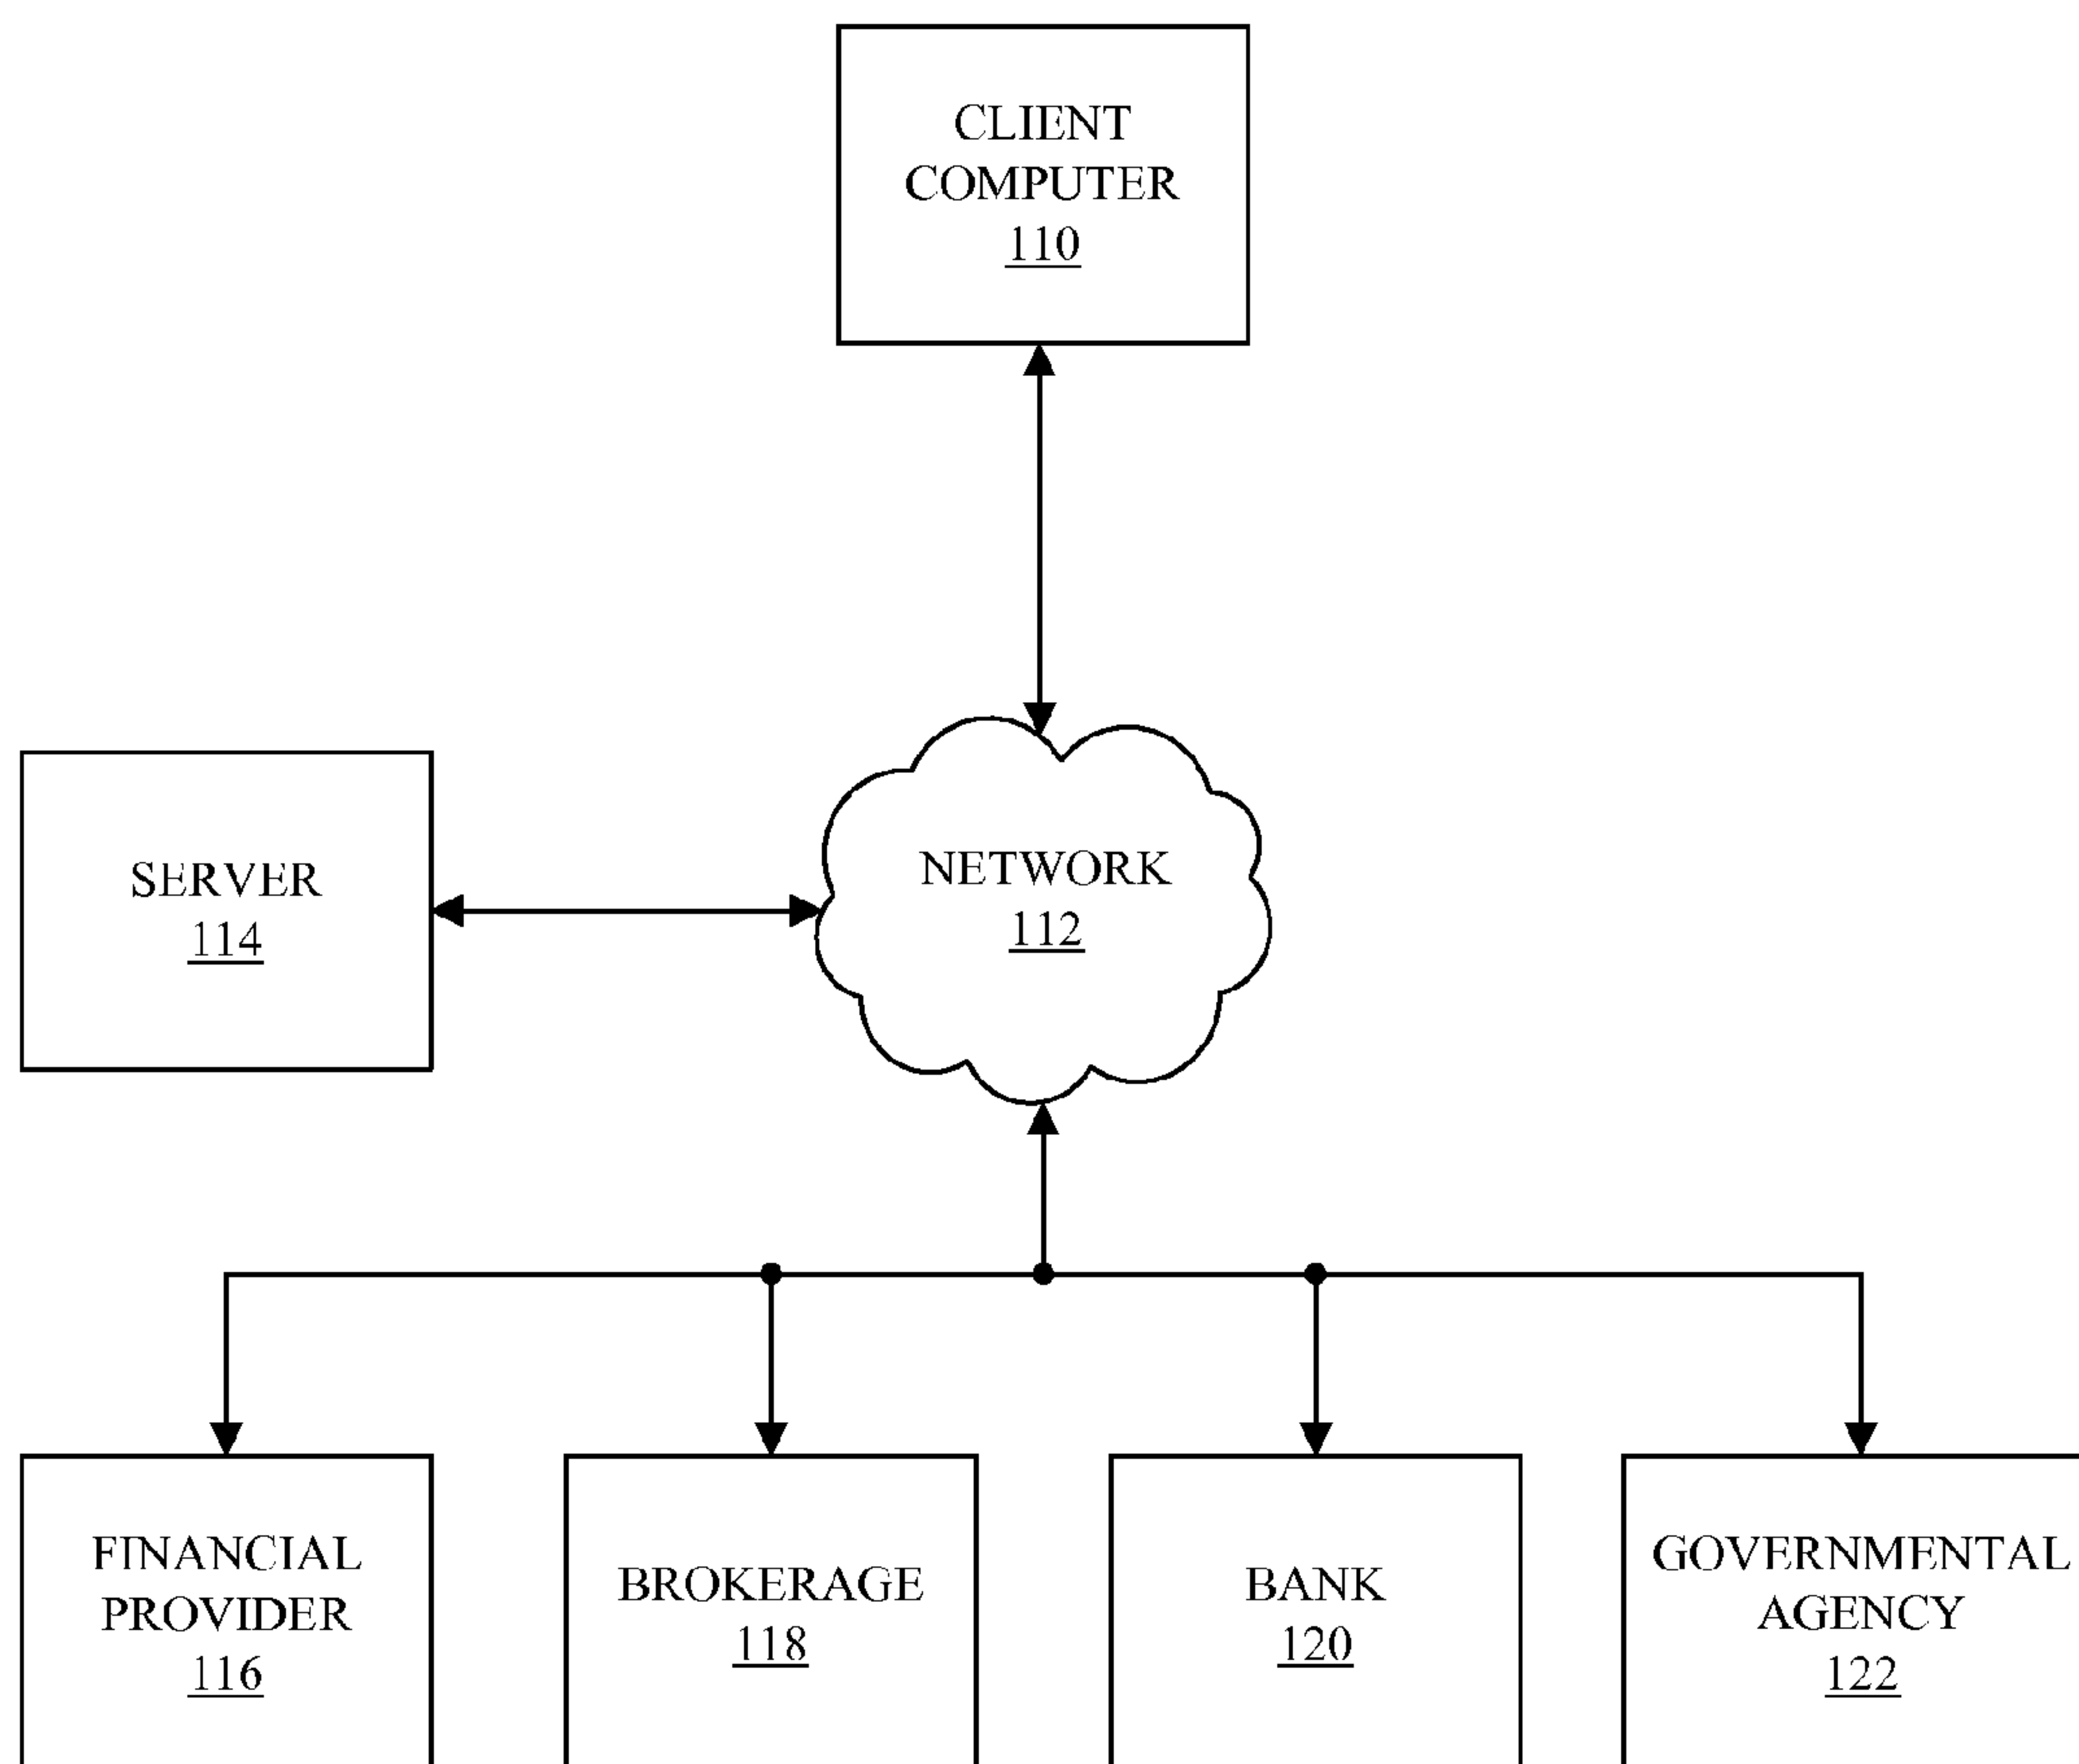 CLIENT
COMPUTER
110
NETWORK
112
SERVER
114
FINANCIAL
PROVIDER
116
BROKERAGE
118
BANK
120
GOVERNMENTAL
AGENCY
122